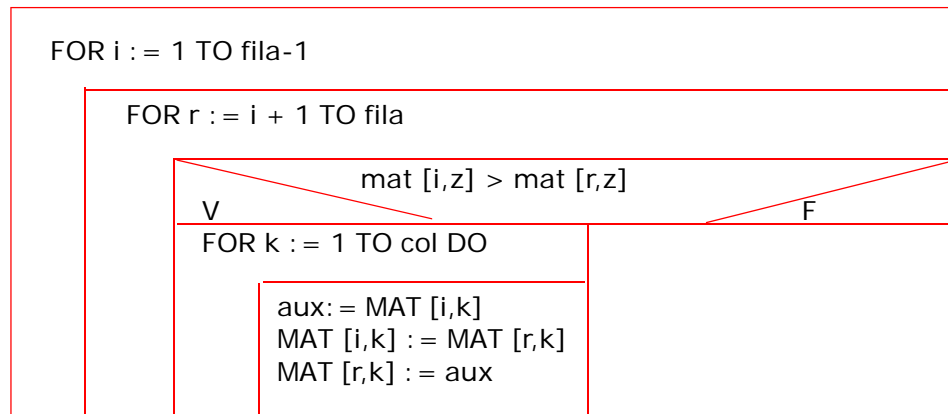 FOR i : = 1 TO fila-1
FOR r : = i + 1 TO fila
mat [i,z] > mat [r,z]
V F
FOR k : = 1 TO col DO
aux: = MAT [i,k]
MAT [i,k] : = MAT [r,k]
MAT [r,k] : = aux